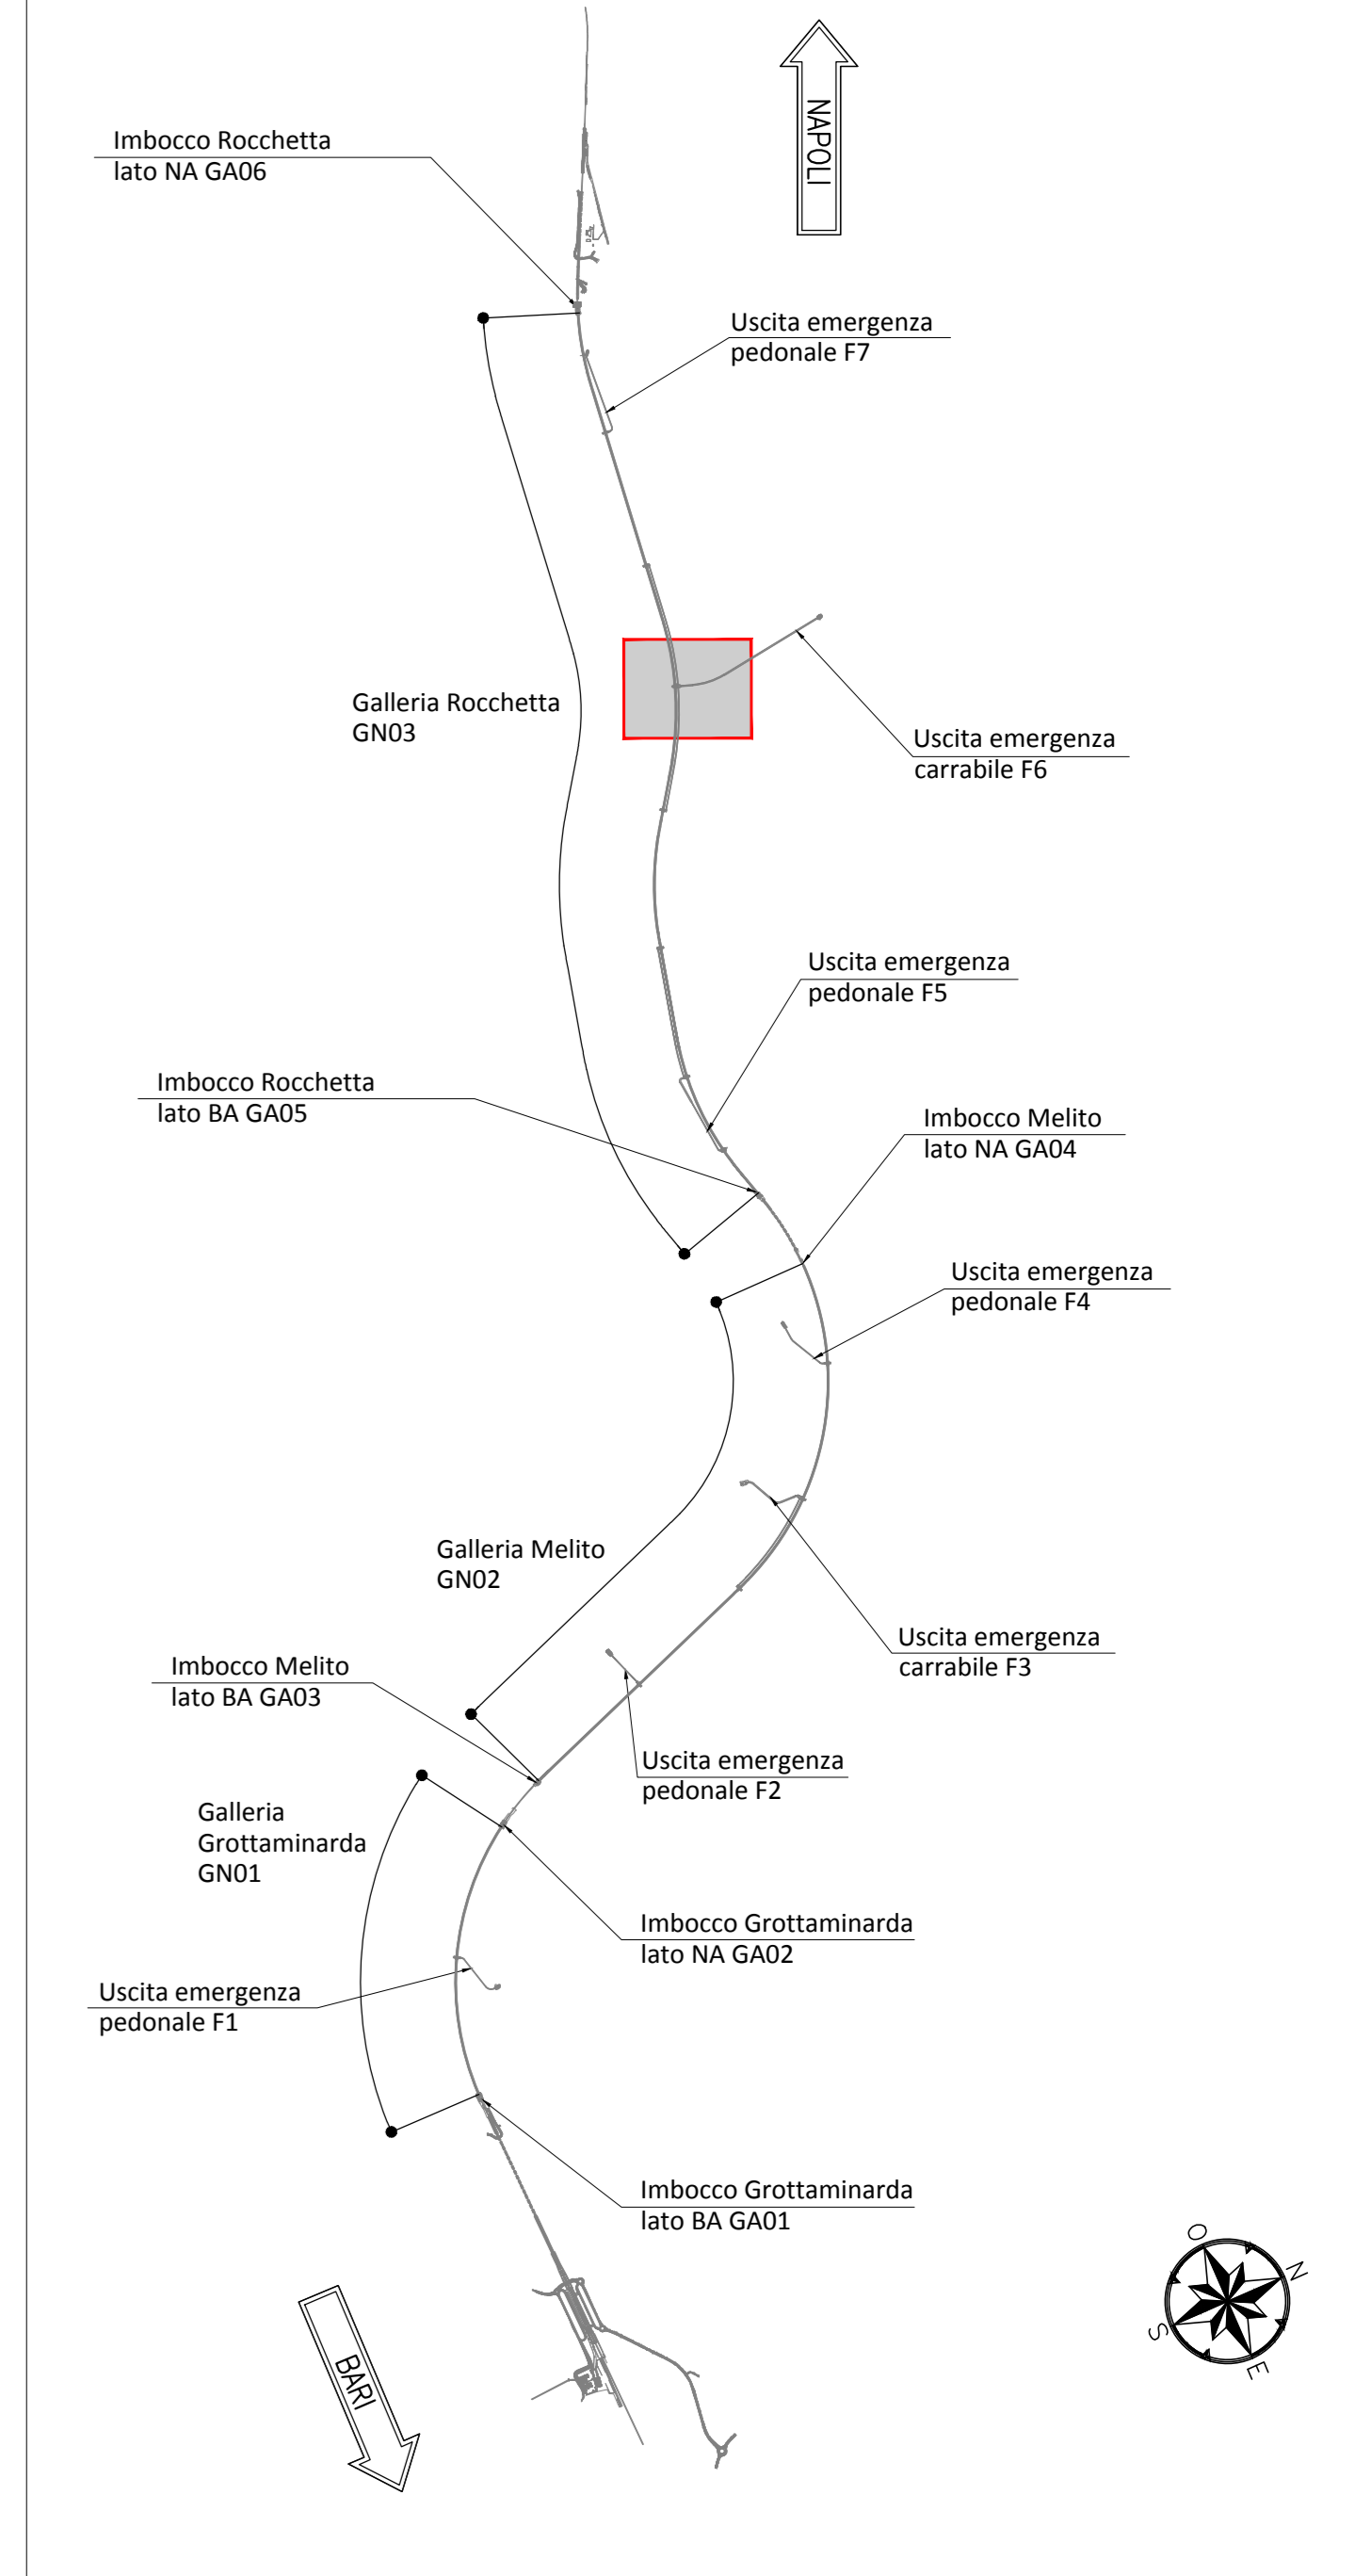 NAPOLI
Imbocco Rocchetta
lato NA GA06
Uscita emergenza
pedonale F7
Galleria Rocchetta
GN03
Uscita emergenza
carrabile F6
Uscita emergenza
pedonale F5
Imbocco Rocchetta
lato BA GA05
Imbocco Melito
lato NA GA04
Uscita emergenza
pedonale F4
Galleria Melito
GN02
Uscita emergenza
carrabile F3
Imbocco Melito
lato BA GA03
Uscita emergenza
pedonale F2
Galleria
Grottaminarda
GN01
Imbocco Grottaminarda
lato NA GA02
Uscita emergenza
pedonale F1
Imbocco Grottaminarda
lato BA GA01
O
N
S
E
BARI